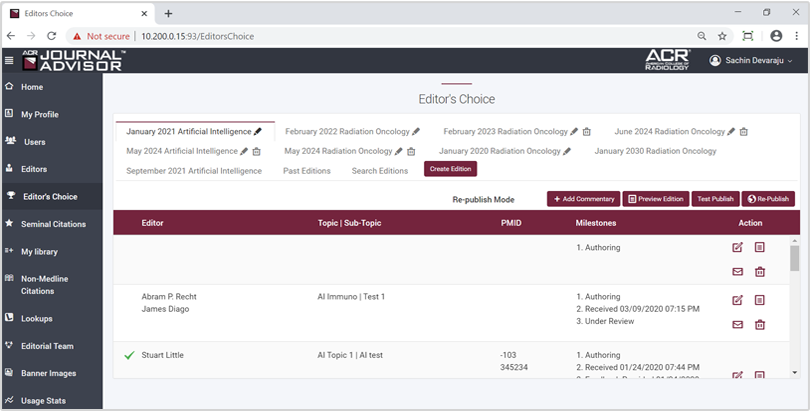 Editors Choice
Not secure | 10.200.0.15:93/EditorsChoice
ACR
JOURNAL
ADVISOR™
ACR
AMERICAN COLLEGE OF
RADIOLOGY
Sachin Devaraju
Home
My Profile
Users
Editors
Editor's Choice
Seminal Citations
My library
Non-Medline
Citations
Lookups
Editorial Team
Banner Images
Usage Stats
Editor's Choice
January 2021 Artificial Intelligence
February 2022 Radiation Oncology
February 2023 Radiation Oncology
June 2024 Radiation Oncology
May 2024 Artificial Intelligence
May 2024 Radiation Oncology
January 2020 Radiation Oncology
January 2030 Radiation Oncology
September 2021 Artificial Intelligence
Past Editions
Search Editions
Create Edition
Re-publish Mode
+ Add Commentary
Preview Edition
Test Publish
Re-Publish
Editor Topic | Sub-Topic PMID Milestones Action
1. Authoring
Abram P. Recht AI Immuno | Test 1 1. Authoring
James Diago 2. Received 03/09/2020 07:15 PM
3. Under Review
Stuart Little AI Topic 1 | AI test -103 1. Authoring
345234 2. Received 01/24/2020 07:44 PM